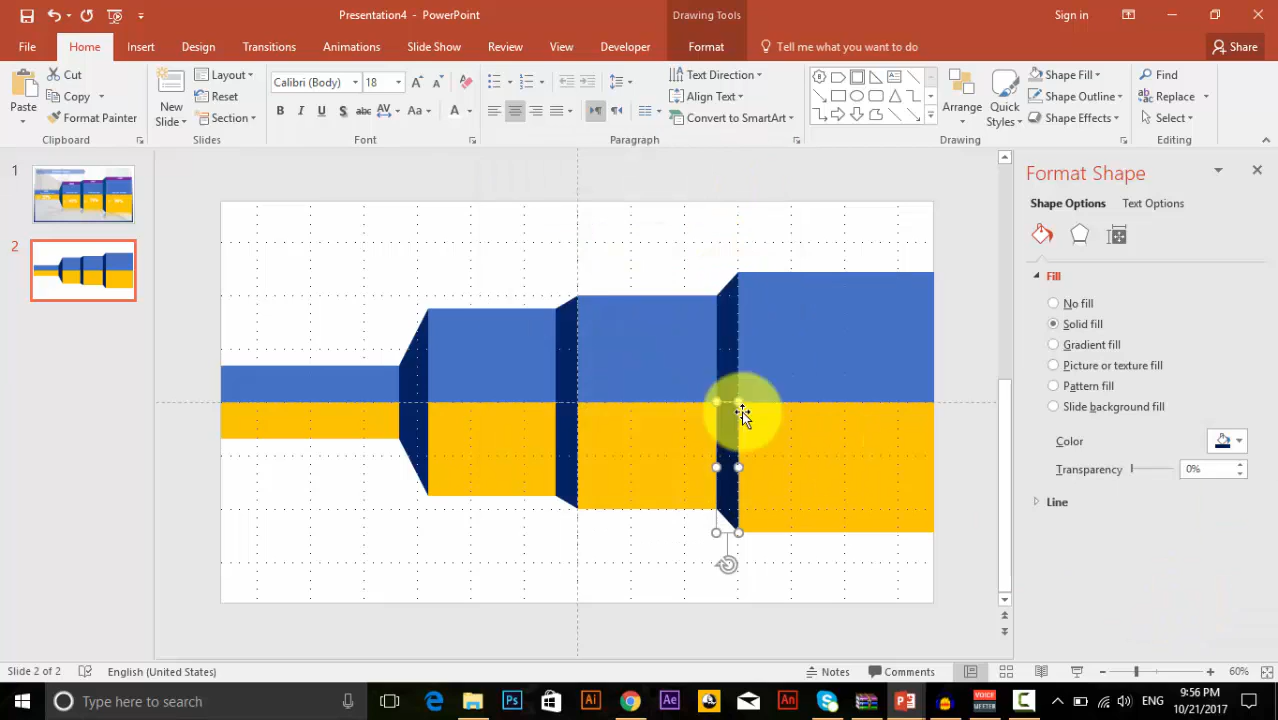 Presentation4 - PowerPoint
Drawing Tools
Sign in
File
Home
Insert
Design
Transitions
Animations
Slide Show
Review
View
Developer
Format
Tell me what you want to do
Share
Paste
Cut
Copy
Format Painter
Clipboard
New Slide
Layout
Reset
Section
Slides
Calibri (Body)
18
Font
Text Direction
Align Text
Convert to SmartArt
Paragraph
Arrange
Quick Styles
Shape Fill
Shape Outline
Shape Effects
Drawing
Find
Replace
Select
Editing
1
2
Format Shape
Shape Options
Text Options
Fill
No fill
Solid fill
Gradient fill
Picture or texture fill
Pattern fill
Slide background fill
Color
Transparency
0%
Line
Slide 2 of 2
English (United States)
Notes
Comments
60%
Type here to search
ENG
9:56 PM
10/21/2017